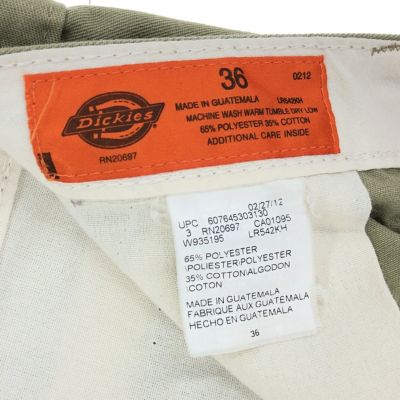 36
0212
Dickies
MADE IN GUATEMALA LR542KH
MACHINE WASH WARM TUMBLE DRY LOW
65% POLYESTER 35% COTTON
RN20697
ADDITIONAL CARE INSIDE
02/27/12
UPC 607645303130
3 RN20697 CA01095
W935195 LR542KH
65% POLYESTER
POLIESTER/POLIESTER
35% COTTON/ALGODON
COTON
MADE IN GUATEMALA
FABRIQUE AUX GUATEMALA
HECHO EN GUATEMALA
36